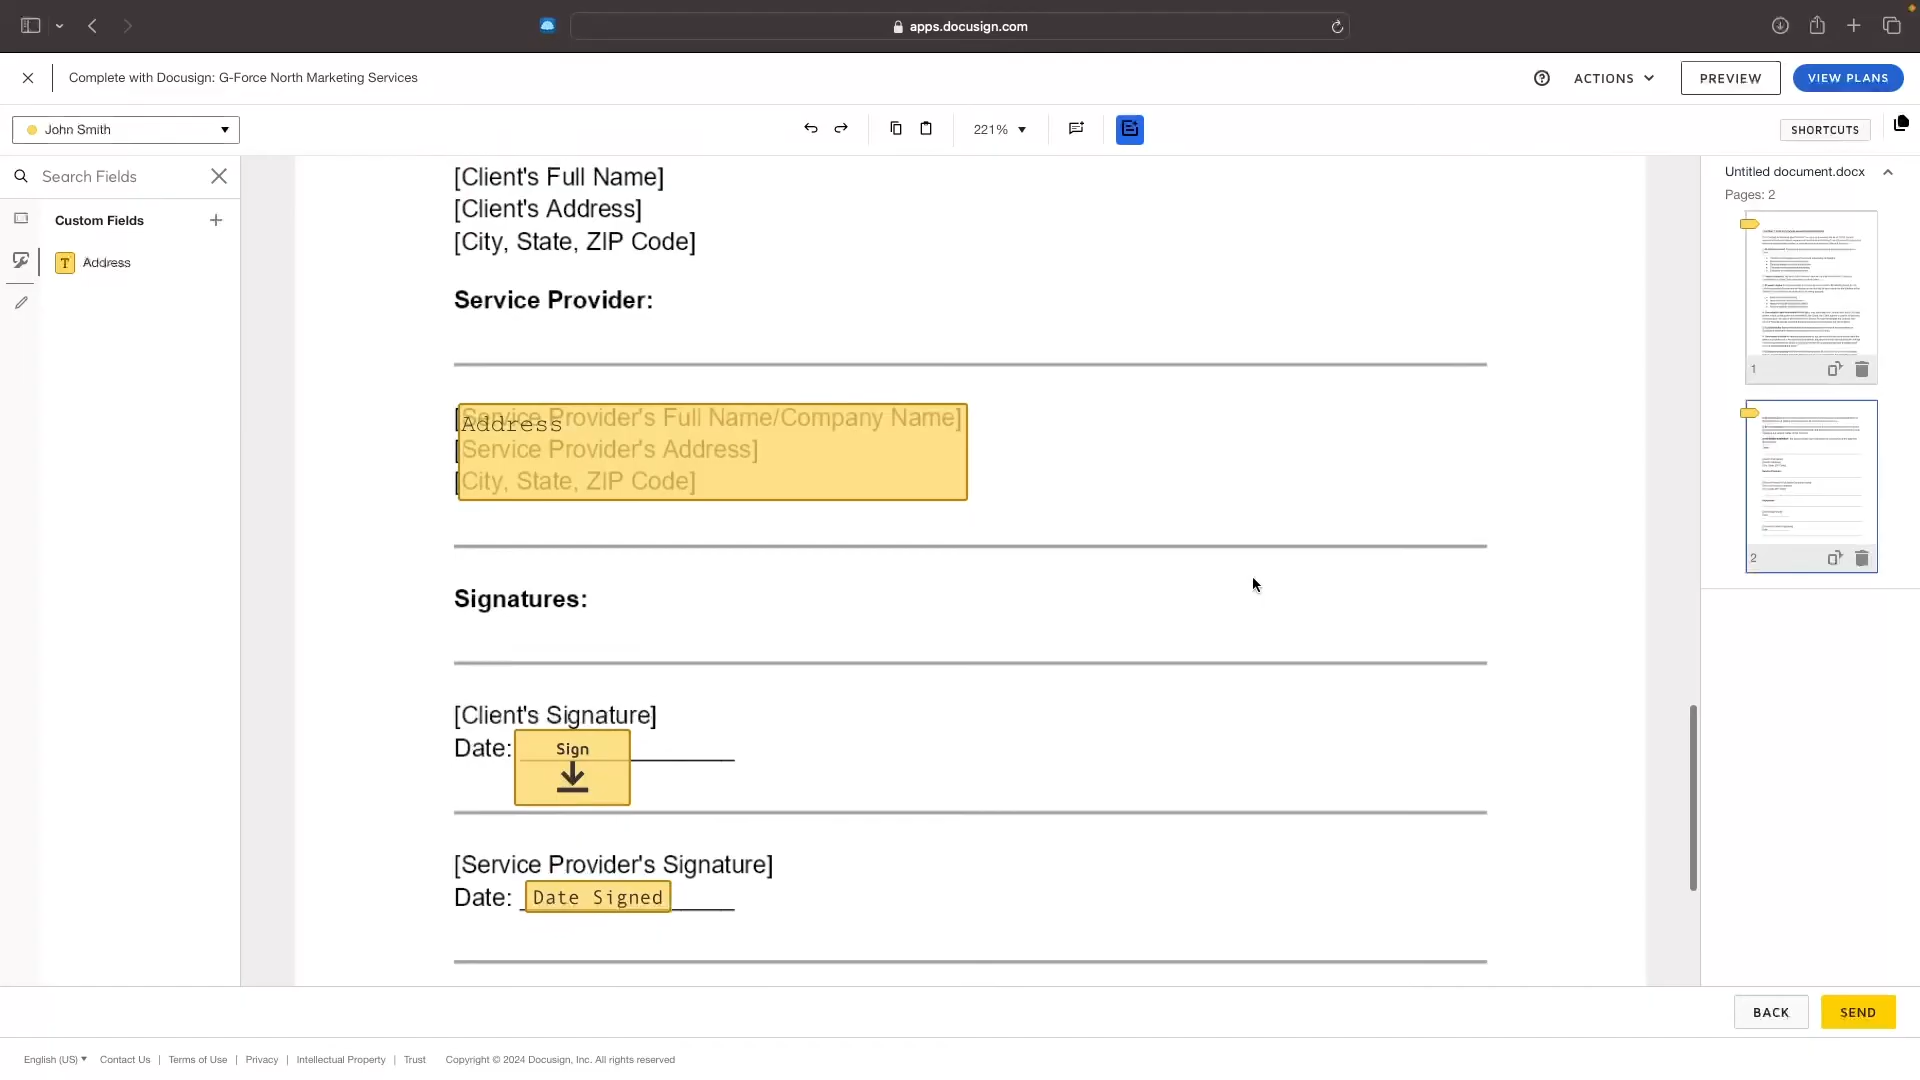 apps.docusign.com
Complete with Docusign: G-Force North Marketing Services
ACTIONS
PREVIEW
VIEW PLANS
John Smith
221%
SHORTCUTS
Search Fields
Custom Fields
T Address
[Client's Full Name]
[Client's Address]
[City, State, ZIP Code]
Service Provider:
[Service Provider's Full Name/Company Name]
Address
[Service Provider's Address]
[City, State, ZIP Code]
Signatures:
[Client's Signature]
Date:
Sign
[Service Provider's Signature]
Date: Date Signed
Untitled document.docx
Pages: 2
1
2
BACK
SEND
English (US) Contact Us | Terms of Use | Privacy | Intellectual Property | Trust Copyright © 2024 Docusign, Inc. All rights reserved